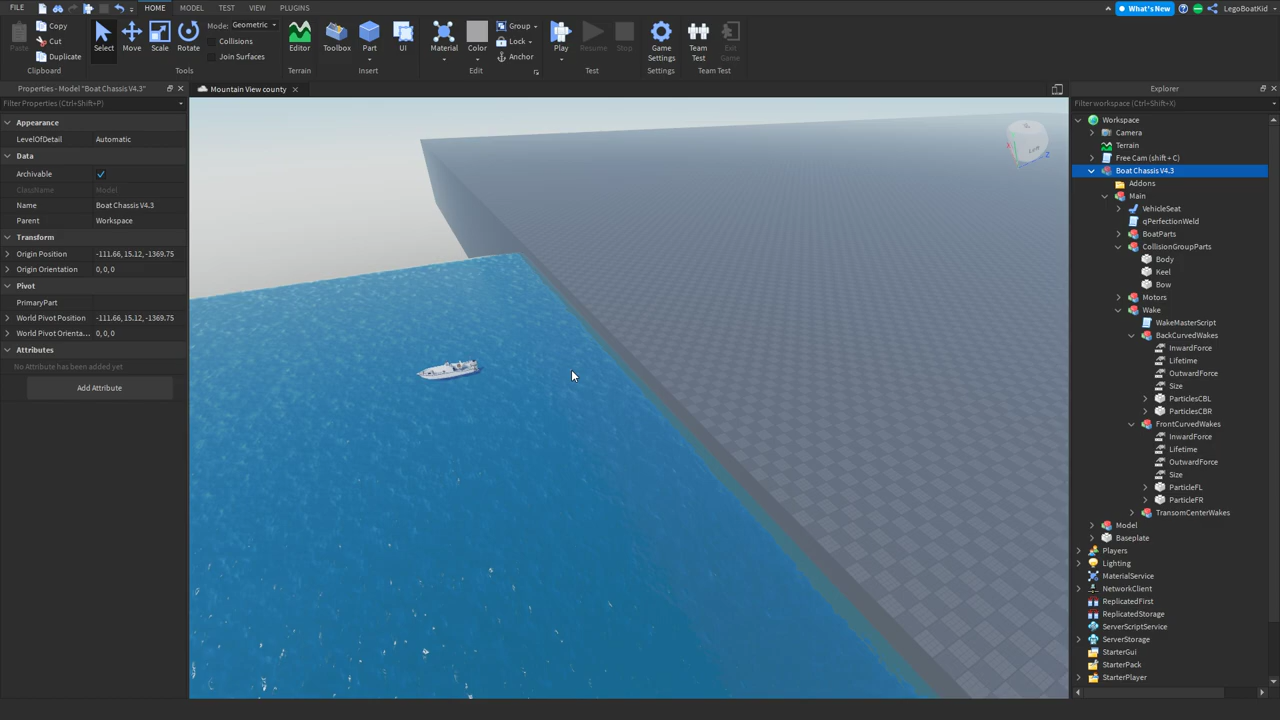 FILE HOME MODEL TEST VIEW PLUGINS What's New LegoBoatKid
Paste Copy Cut Duplicate Clipboard
Select Move Scale Rotate Mode: Geometric Collisions Join Surfaces Tools
Editor Terrain
Toolbox Part UI Insert
Material Color Group Lock Anchor Edit
Play Resume Stop Test
Game Settings Settings
Team Test Exit Game Team Test
Properties - Model "Boat Chassis V4.3"
Filter Properties (Ctrl+Shift+P)
Appearance
LevelOfDetail Automatic
Data
Archivable
ClassName Model
Name Boat Chassis V4.3
Parent Workspace
Transform
Origin Position -111.66, 15.12, -1369.75
Origin Orientation 0, 0, 0
Pivot
PrimaryPart
World Pivot Position -111.66, 15.12, -1369.75
World Pivot Orienta... 0, 0, 0
Attributes
No Attribute has been added yet
Add Attribute
Mountain View county
Explorer
Filter workspace (Ctrl+Shift+X)
Workspace
Camera
Terrain
Free Cam (shift + C)
Boat Chassis V4.3
Addons
Main
VehicleSeat
qPerfectionWeld
BoatParts
CollisionGroupParts
Body
Keel
Bow
Motors
Wake
WakeMasterScript
BackCurvedWakes
InwardForce
Lifetime
OutwardForce
Size
ParticlesCBL
ParticlesCBR
FrontCurvedWakes
InwardForce
Lifetime
OutwardForce
Size
ParticleFL
ParticleFR
TransomCenterWakes
Model
Baseplate
Players
Lighting
MaterialService
NetworkClient
ReplicatedFirst
ReplicatedStorage
ServerScriptService
ServerStorage
StarterGui
StarterPack
StarterPlayer